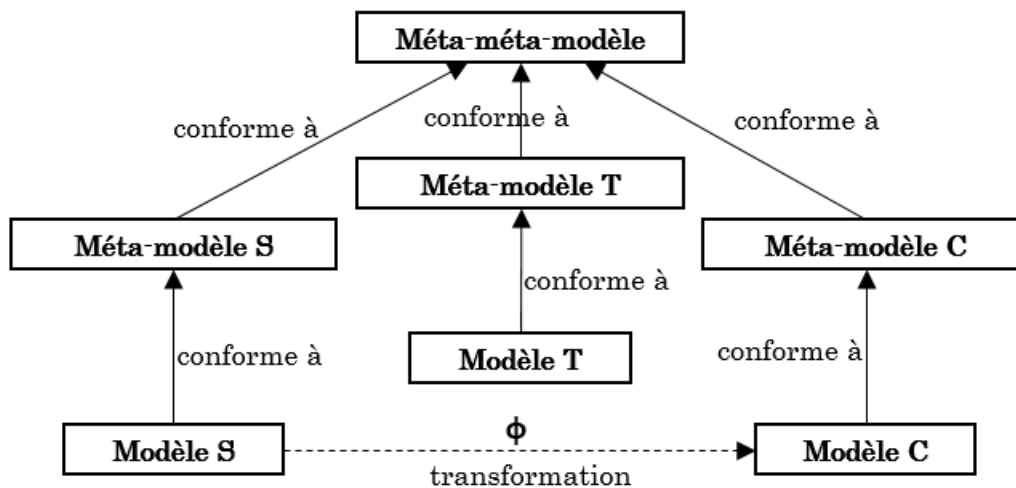 Méta-méta-modèle
conforme à
conforme à
conforme à
Méta-modèle T
Méta-modèle S
Méta-modèle C
conforme à
conforme à
conforme à
Modèle T
ϕ
Modèle S
Modèle C
transformation